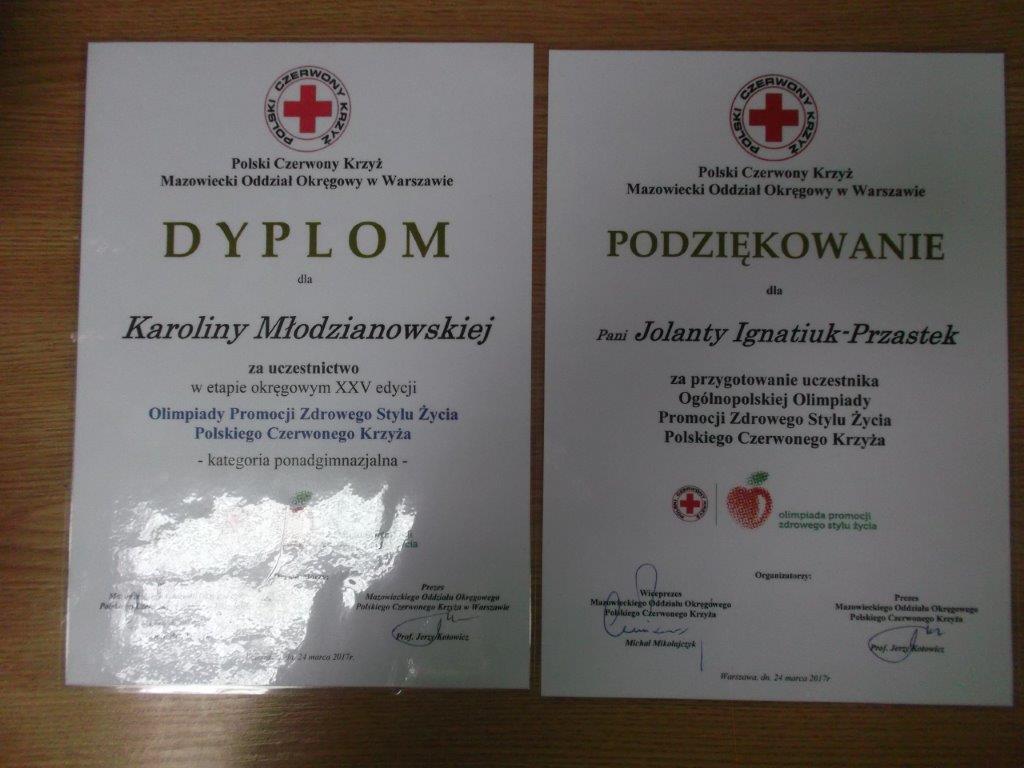 POLSKI CZERWONY KRZYŻ
Polski Czerwony Krzyż
Mazowiecki Oddział Okręgowy w Warszawie
DYPLOM
dla
Karoliny Młodzianowskiej
za uczestnictwo
w etapie okręgowym XXV edycji
Olimpiady Promocji Zdrowego Stylu Życia
Polskiego Czerwonego Krzyża
- kategoria ponadgimnazjalna -
Prezes
Mazowieckiego Oddziału Okręgowego
Polskiego Czerwonego Krzyża w Warszawie
Prof. Jerzy Kotowicz
dn. 24 marca 2017r.
POLSKI CZERWONY KRZYŻ
Polski Czerwony Krzyż
Mazowiecki Oddział Okręgowy w Warszawie
PODZIĘKOWANIE
dla
Pani Jolanty Ignatiuk-Przastek
za przygotowanie uczestnika
Ogólnopolskiej Olimpiady
Promocji Zdrowego Stylu Życia
Polskiego Czerwonego Krzyża
POLSKI CZERWONY KRZYŻ
olimpiada promocji
zdrowego stylu życia
Organizatorzy:
Wiceprezes
Mazowieckiego Oddziału Okręgowego
Polskiego Czerwonego Krzyża
Michał Mikołajczyk
Prezes
Mazowieckiego Oddziału Okręgowego
Polskiego Czerwonego Krzyża
Prof. Jerzy Kotowicz
Warszawa, dn. 24 marca 2017r